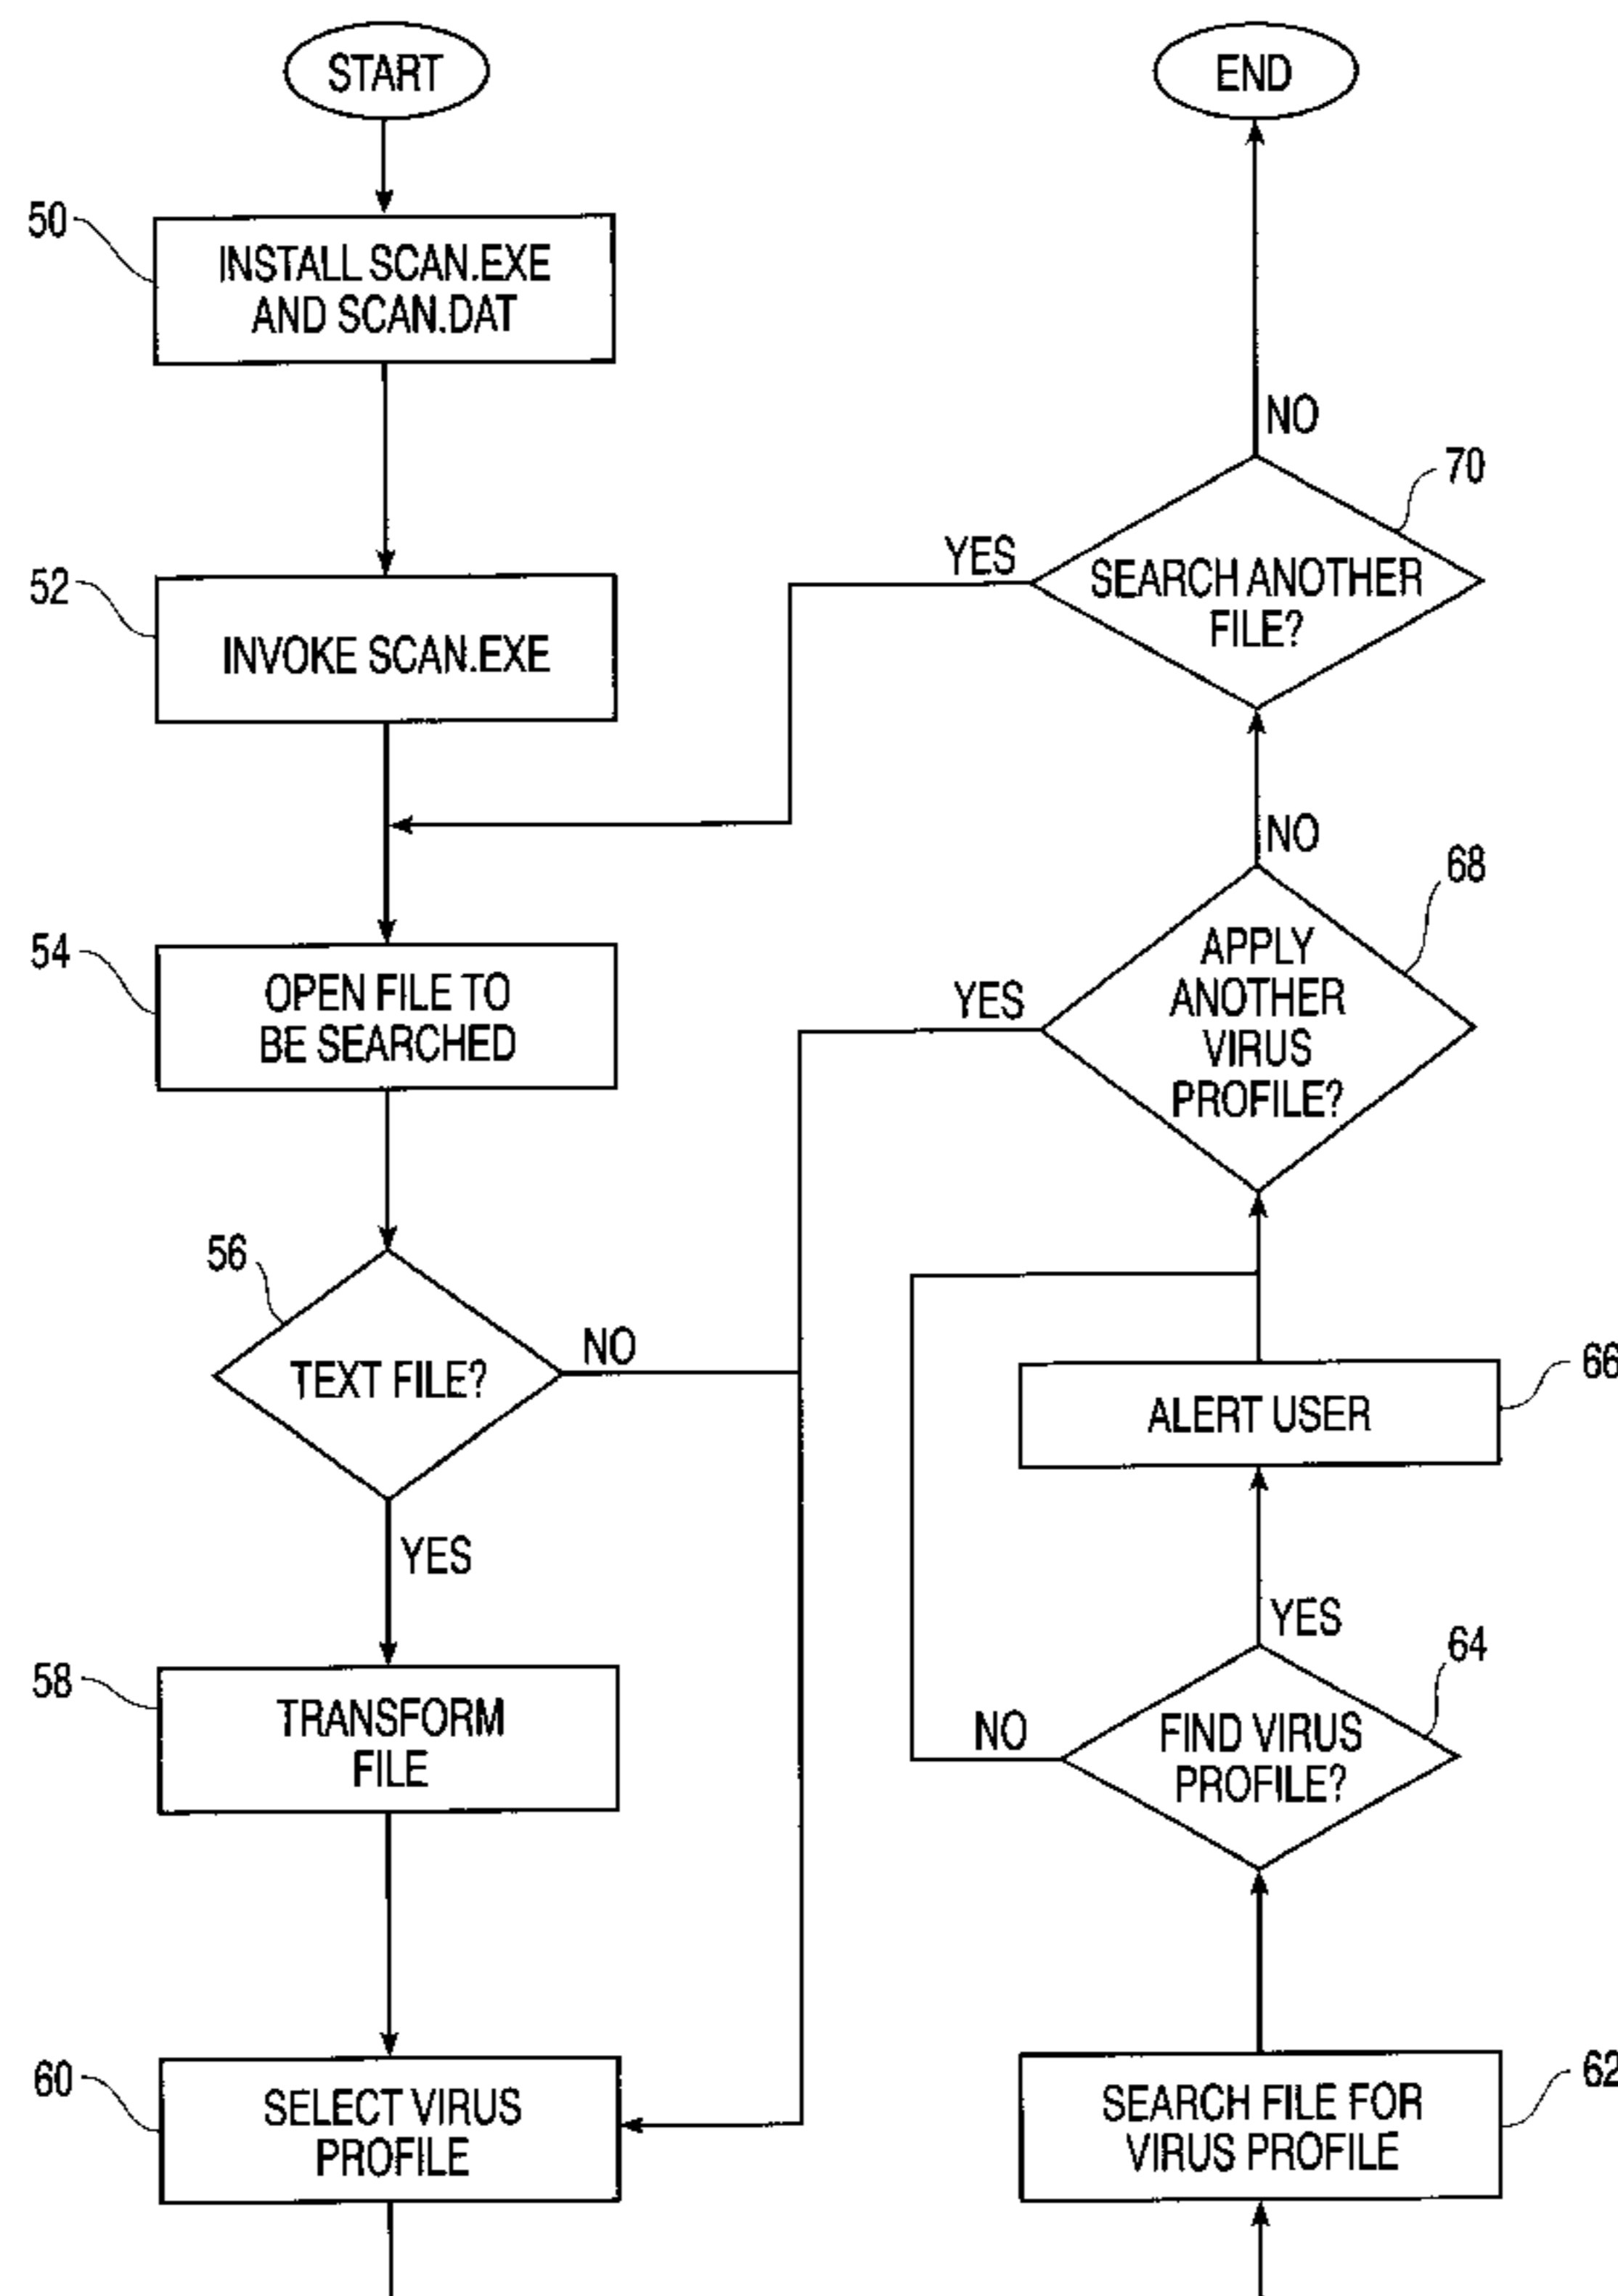 START
50
INSTALL SCAN.EXE
AND SCAN.DAT
52
INVOKE SCAN.EXE
54
OPEN FILE TO
BE SEARCHED
56
TEXT FILE?
NO
YES
58
TRANSFORM
FILE
60
SELECT VIRUS
PROFILE
END
NO
70
YES
SEARCH ANOTHER
FILE?
NO
68
YES
APPLY
ANOTHER
VIRUS
PROFILE?
66
ALERT USER
YES
64
NO
FIND VIRUS
PROFILE?
62
SEARCH FILE FOR
VIRUS PROFILE